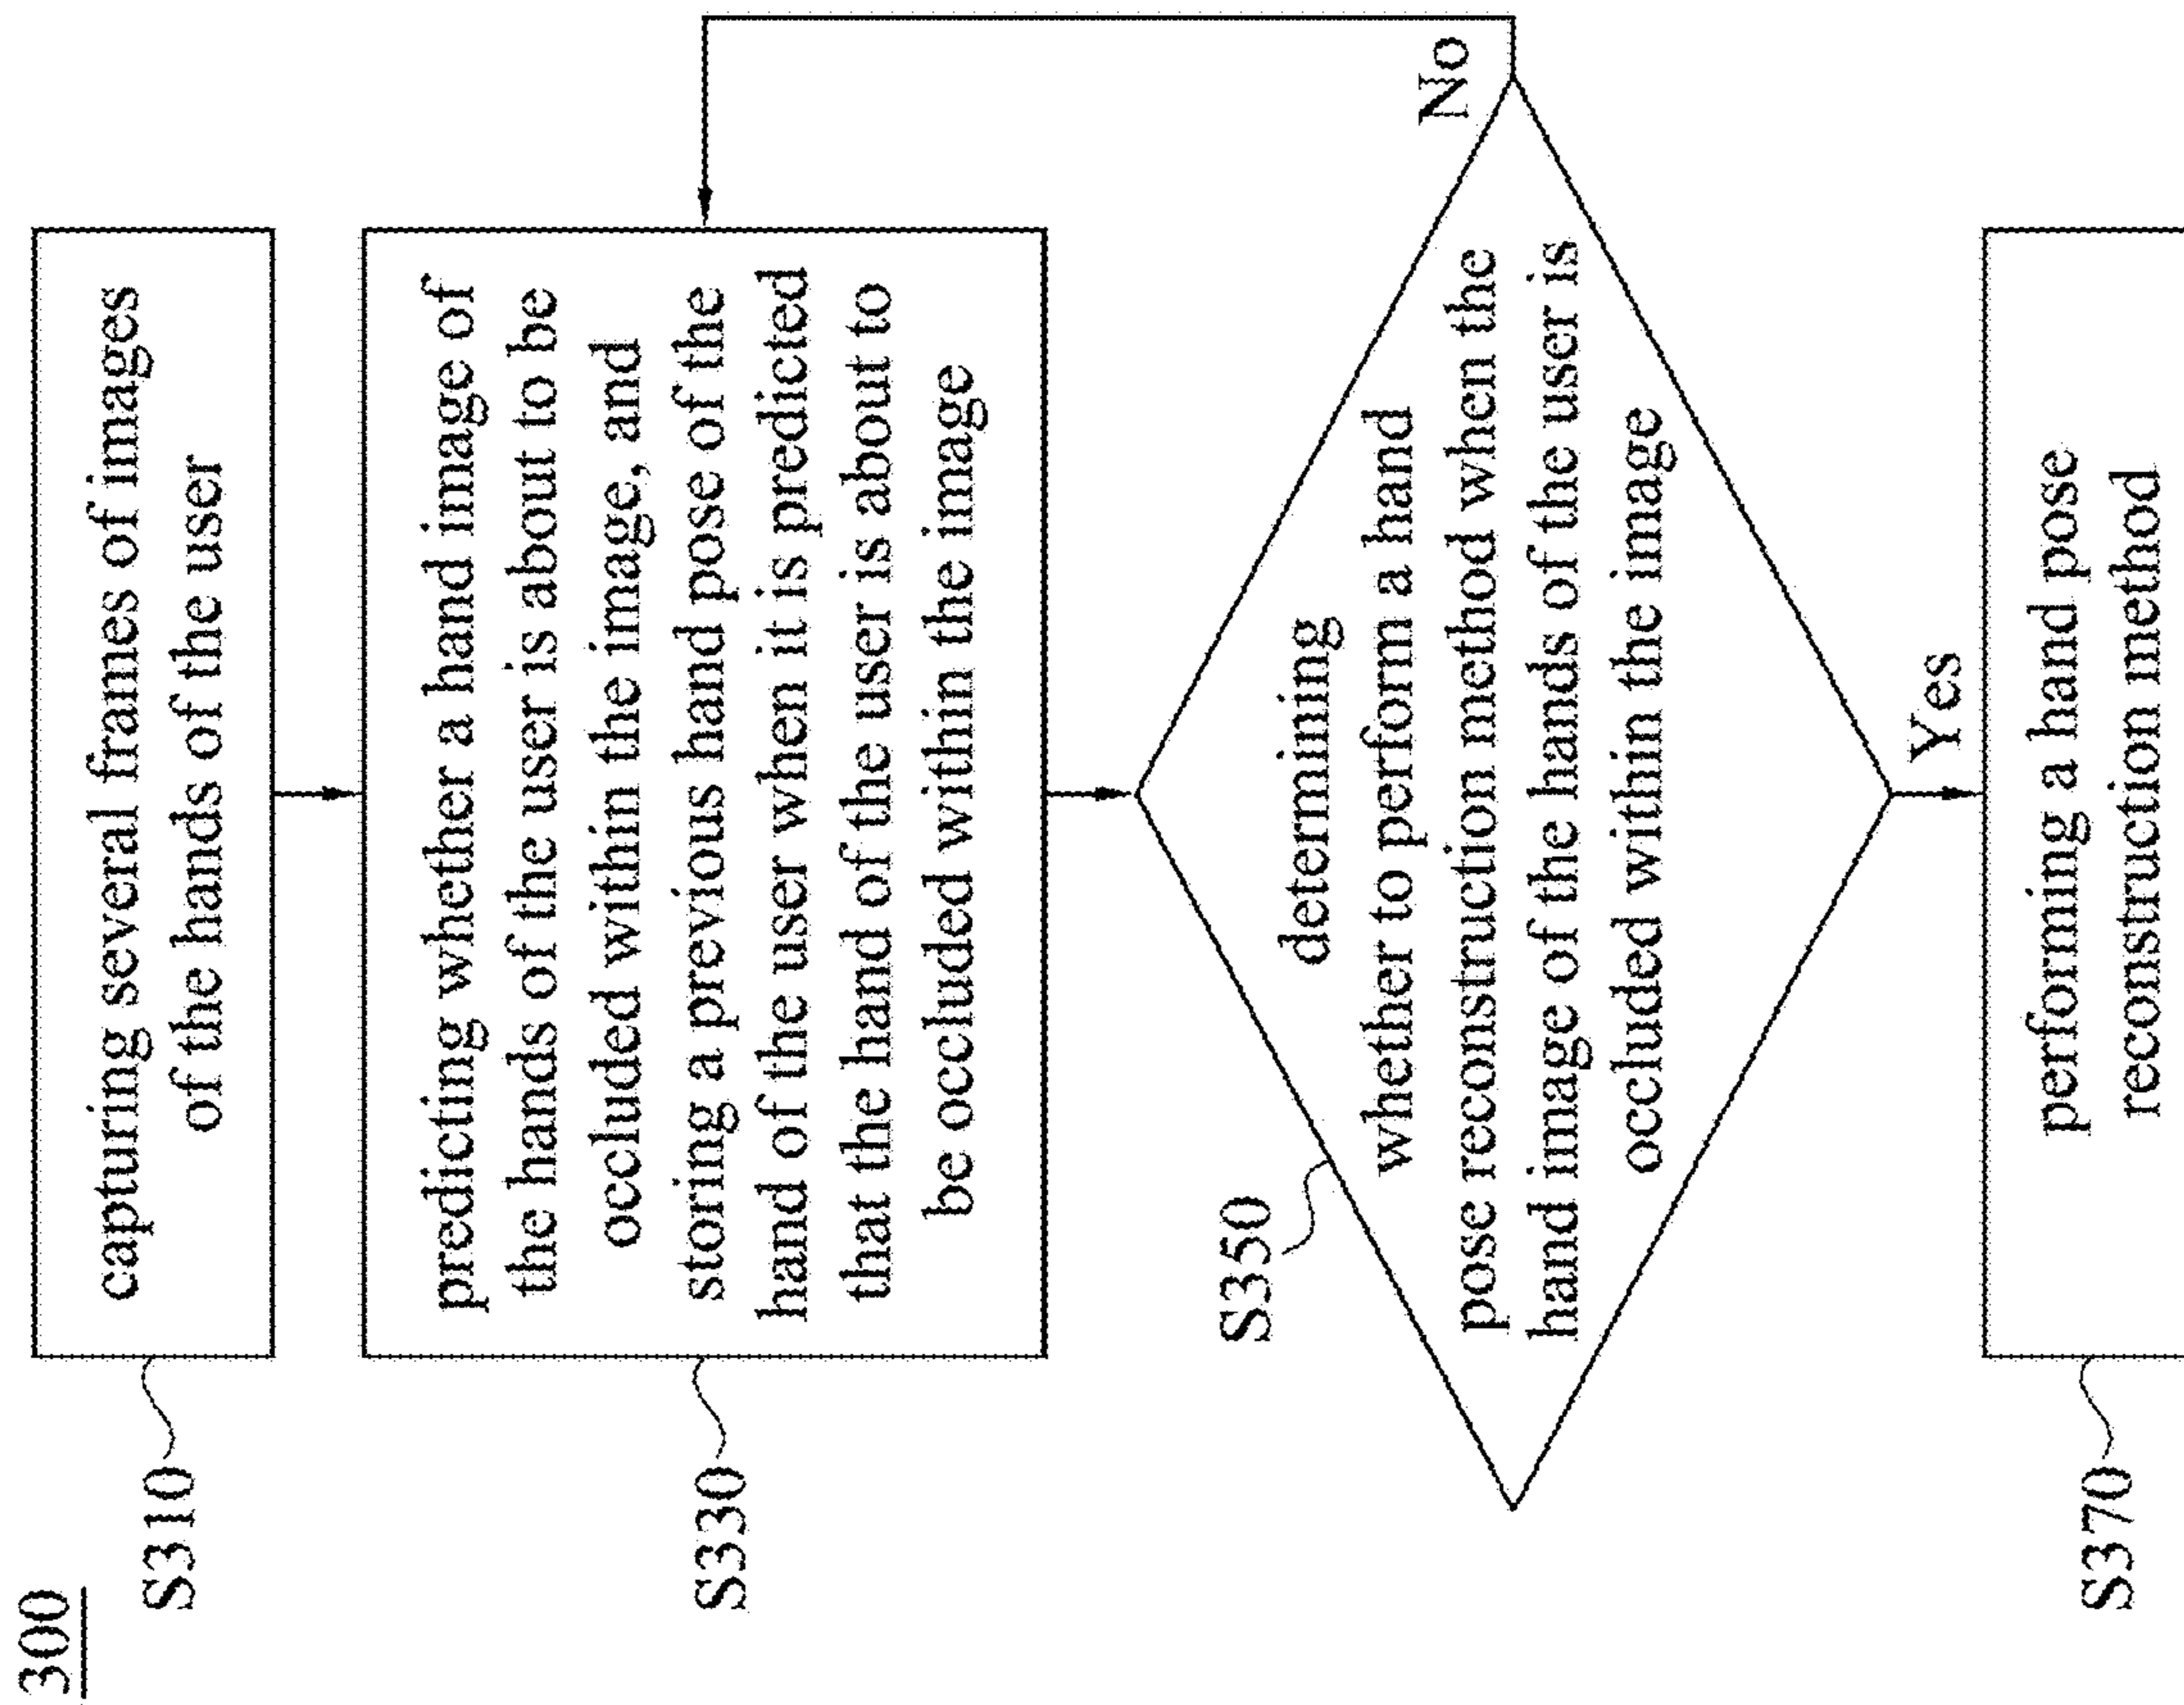 300
S310
capturing several frames of images
of the hands of the user
S330
predicting whether a hand image of
the hands of the user is about to be
occluded within the image, and
storing a previous hand pose of the
hand of the user when it is predicted
that the hand of the user is about to
be occluded within the image
S350
determining
whether to perform a hand
pose reconstruction method when the
hand image of the hands of the user is
occluded within the image
No
Yes
S370
performing a hand pose
reconstruction method